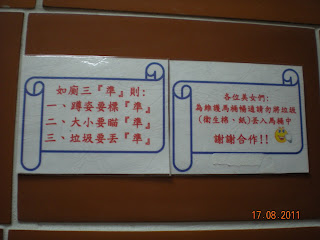 如廁三『準』則:
一、蹲姿要標『準』
二、大小要瞄『準』
三、垃圾要丟『準』
各位美女們:
為維護馬桶暢通請勿將垃圾
(衛生棉、紙)丟入馬桶中
謝謝合作!!
17.08.2011